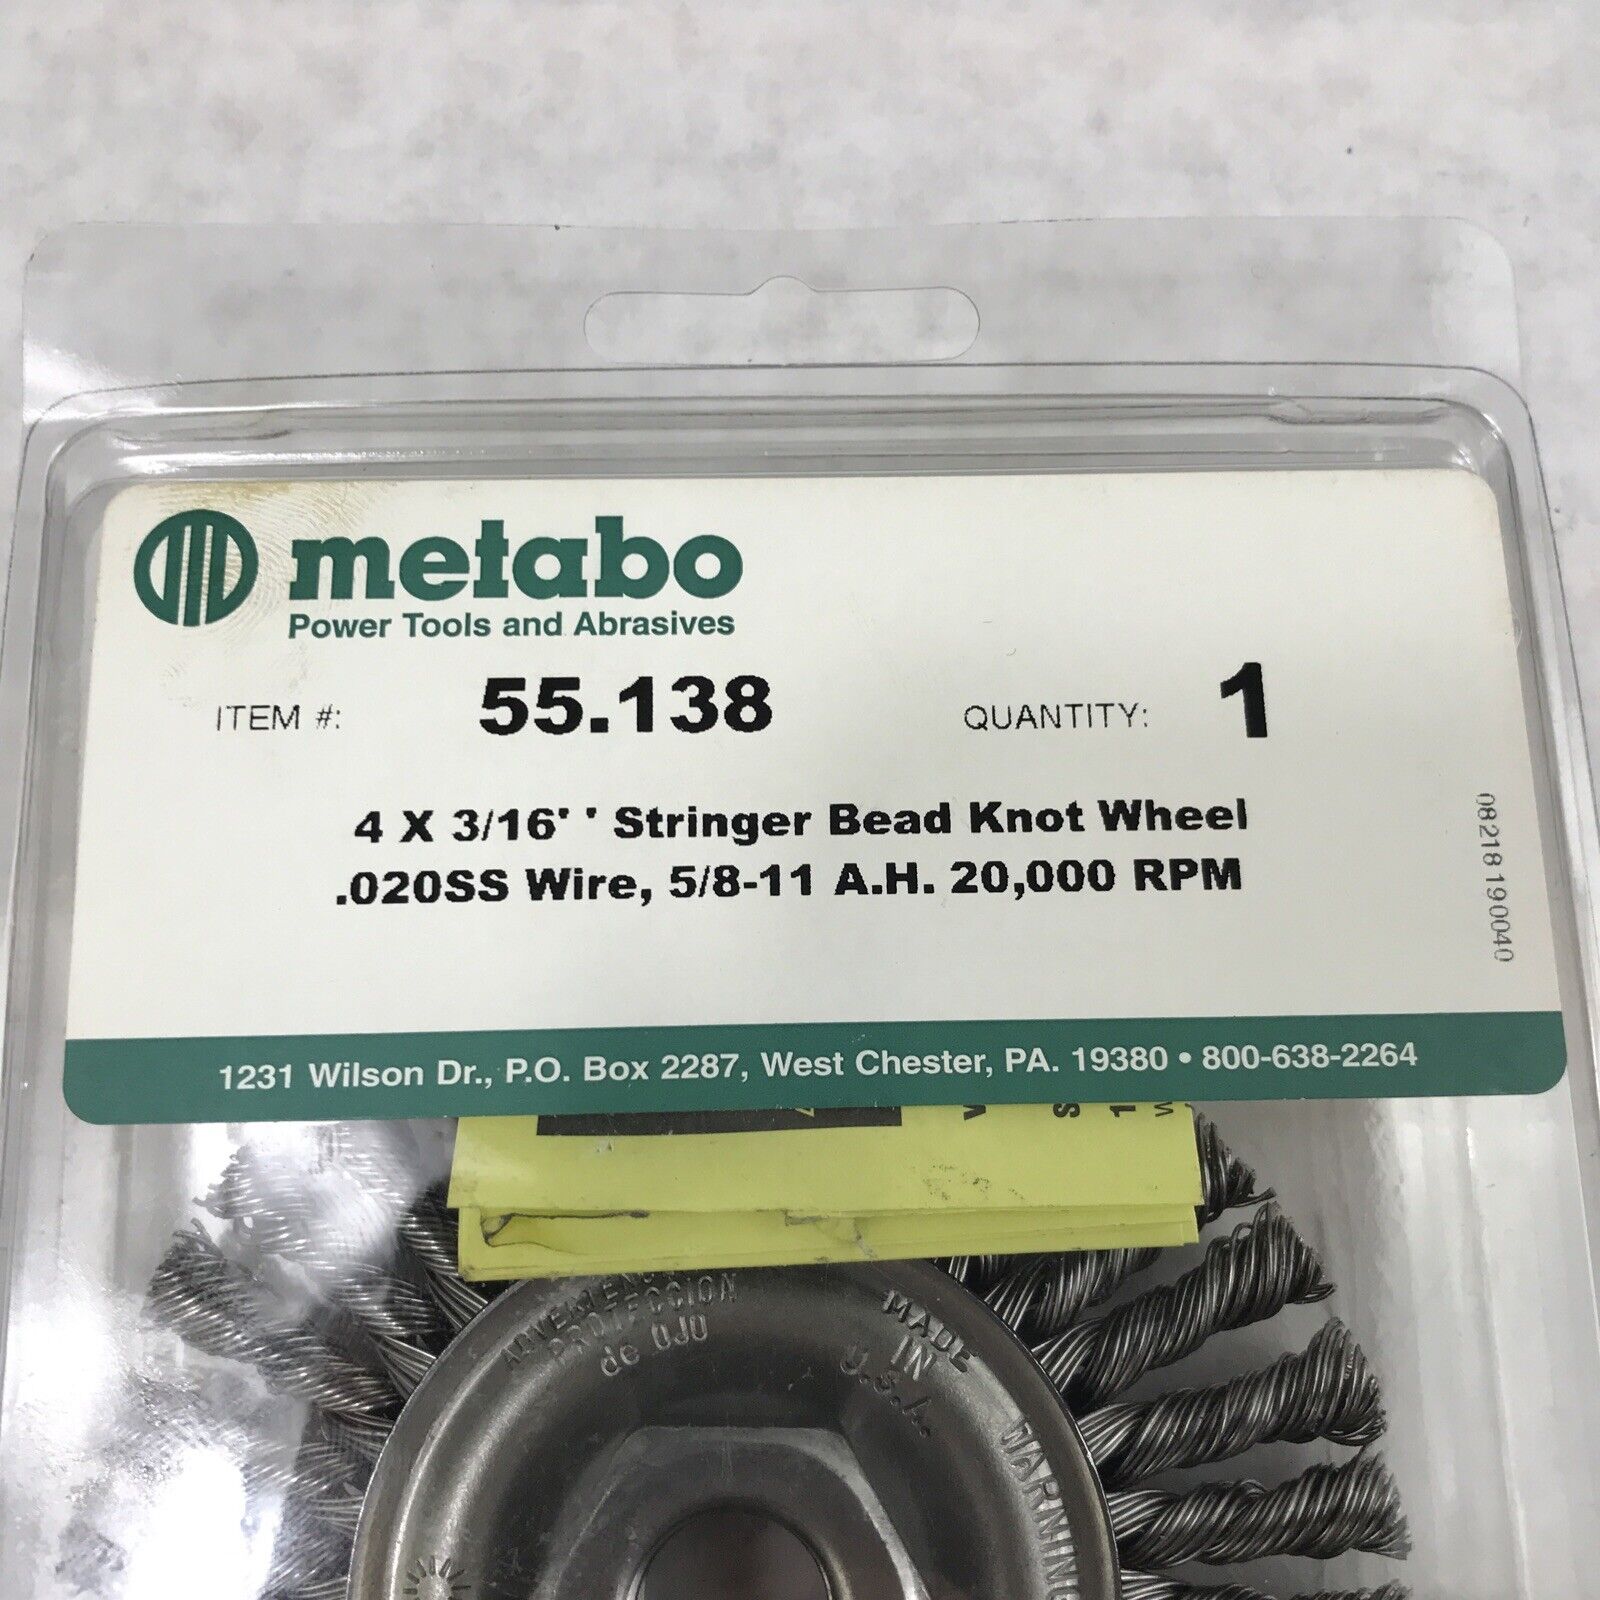 metabo
Power Tools and Abrasives
ITEM #: 55.138 QUANTITY: 1
4 X 3/16'' Stringer Bead Knot Wheel
.020SS Wire, 5/8-11 A.H. 20,000 RPM
08218190040
1231 Wilson Dr., P.O. Box 2287, West Chester, PA. 19380 • 800-638-2264
PROTECCION
de OJO
MADE
IN
U.S.A.
WARNING